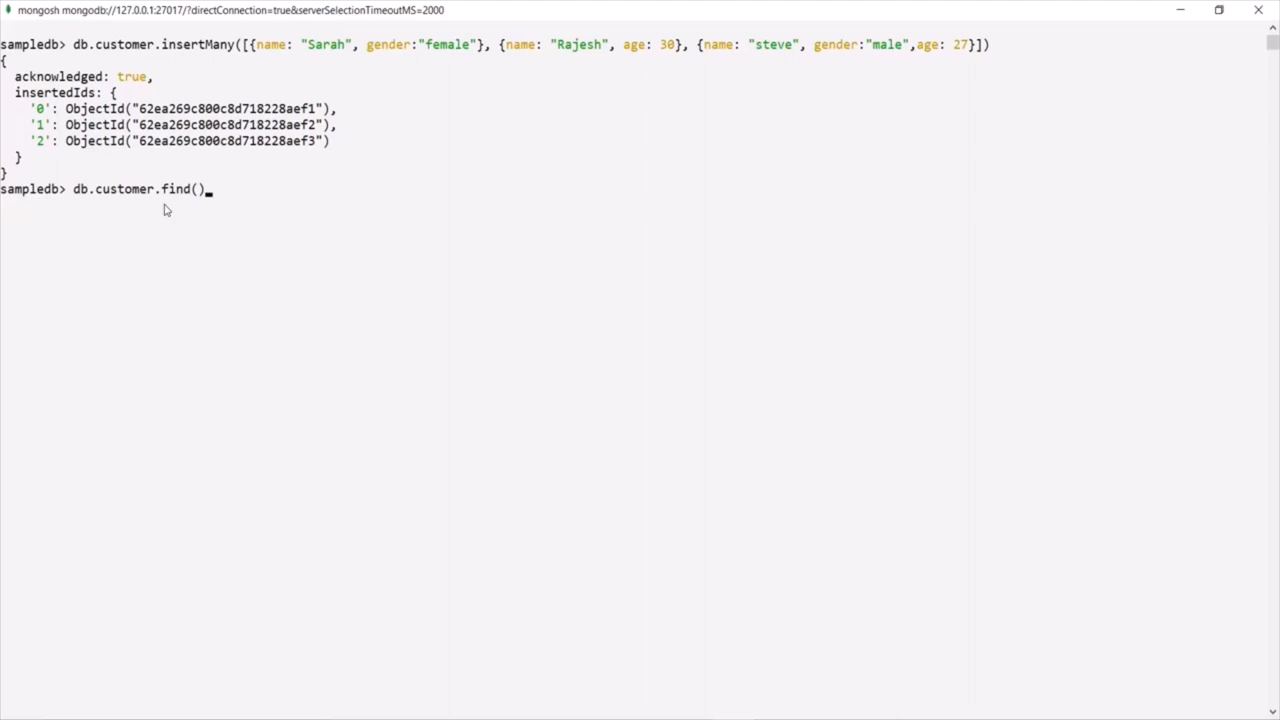 mongosh mongodb://127.0.0.1:27017/?directConnection=true&serverSelectionTimeoutMS=2000
sampledb> db.customer.insertMany([{name: "Sarah", gender:"female"}, {name: "Rajesh", age: 30}, {name: "steve", gender:"male",age: 27}])
{
  acknowledged: true,
  insertedIds: {
    '0': ObjectId("62ea269c800c8d718228aef1"),
    '1': ObjectId("62ea269c800c8d718228aef2"),
    '2': ObjectId("62ea269c800c8d718228aef3")
  }
}
sampledb> db.customer.find()